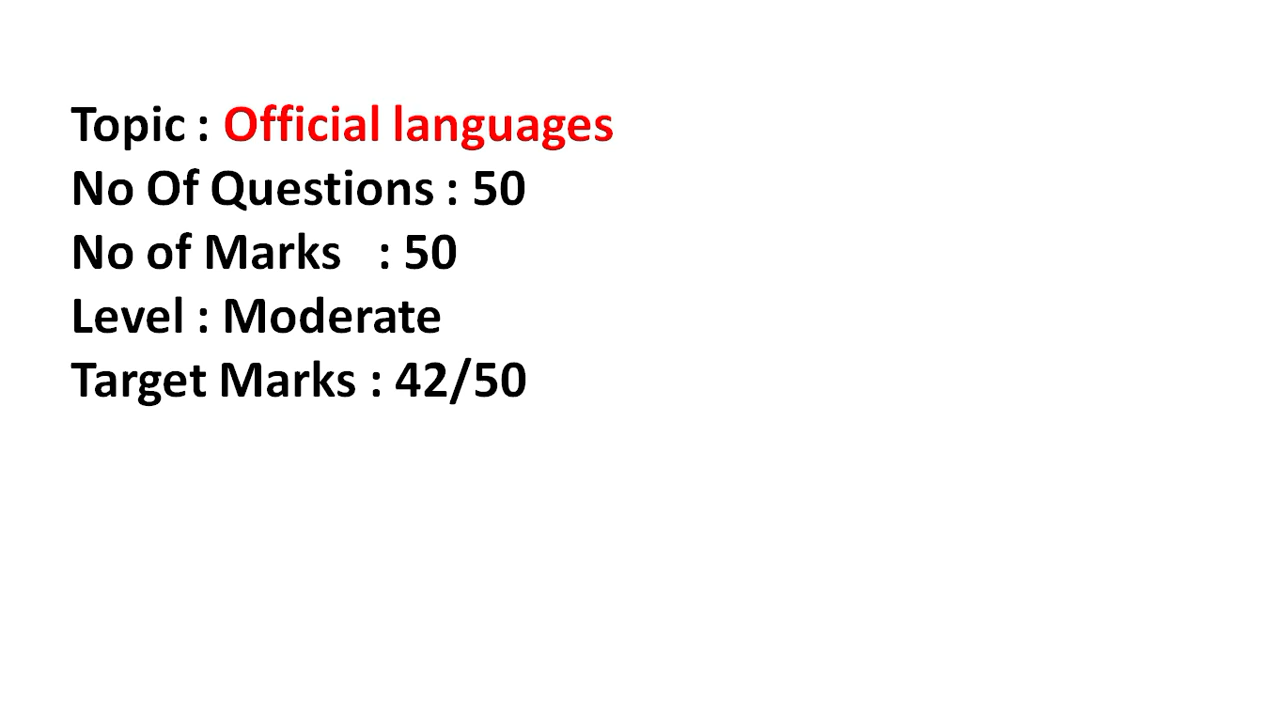 Topic : Official languages
No Of Questions : 50
No of Marks   : 50
Level : Moderate
Target Marks : 42/50